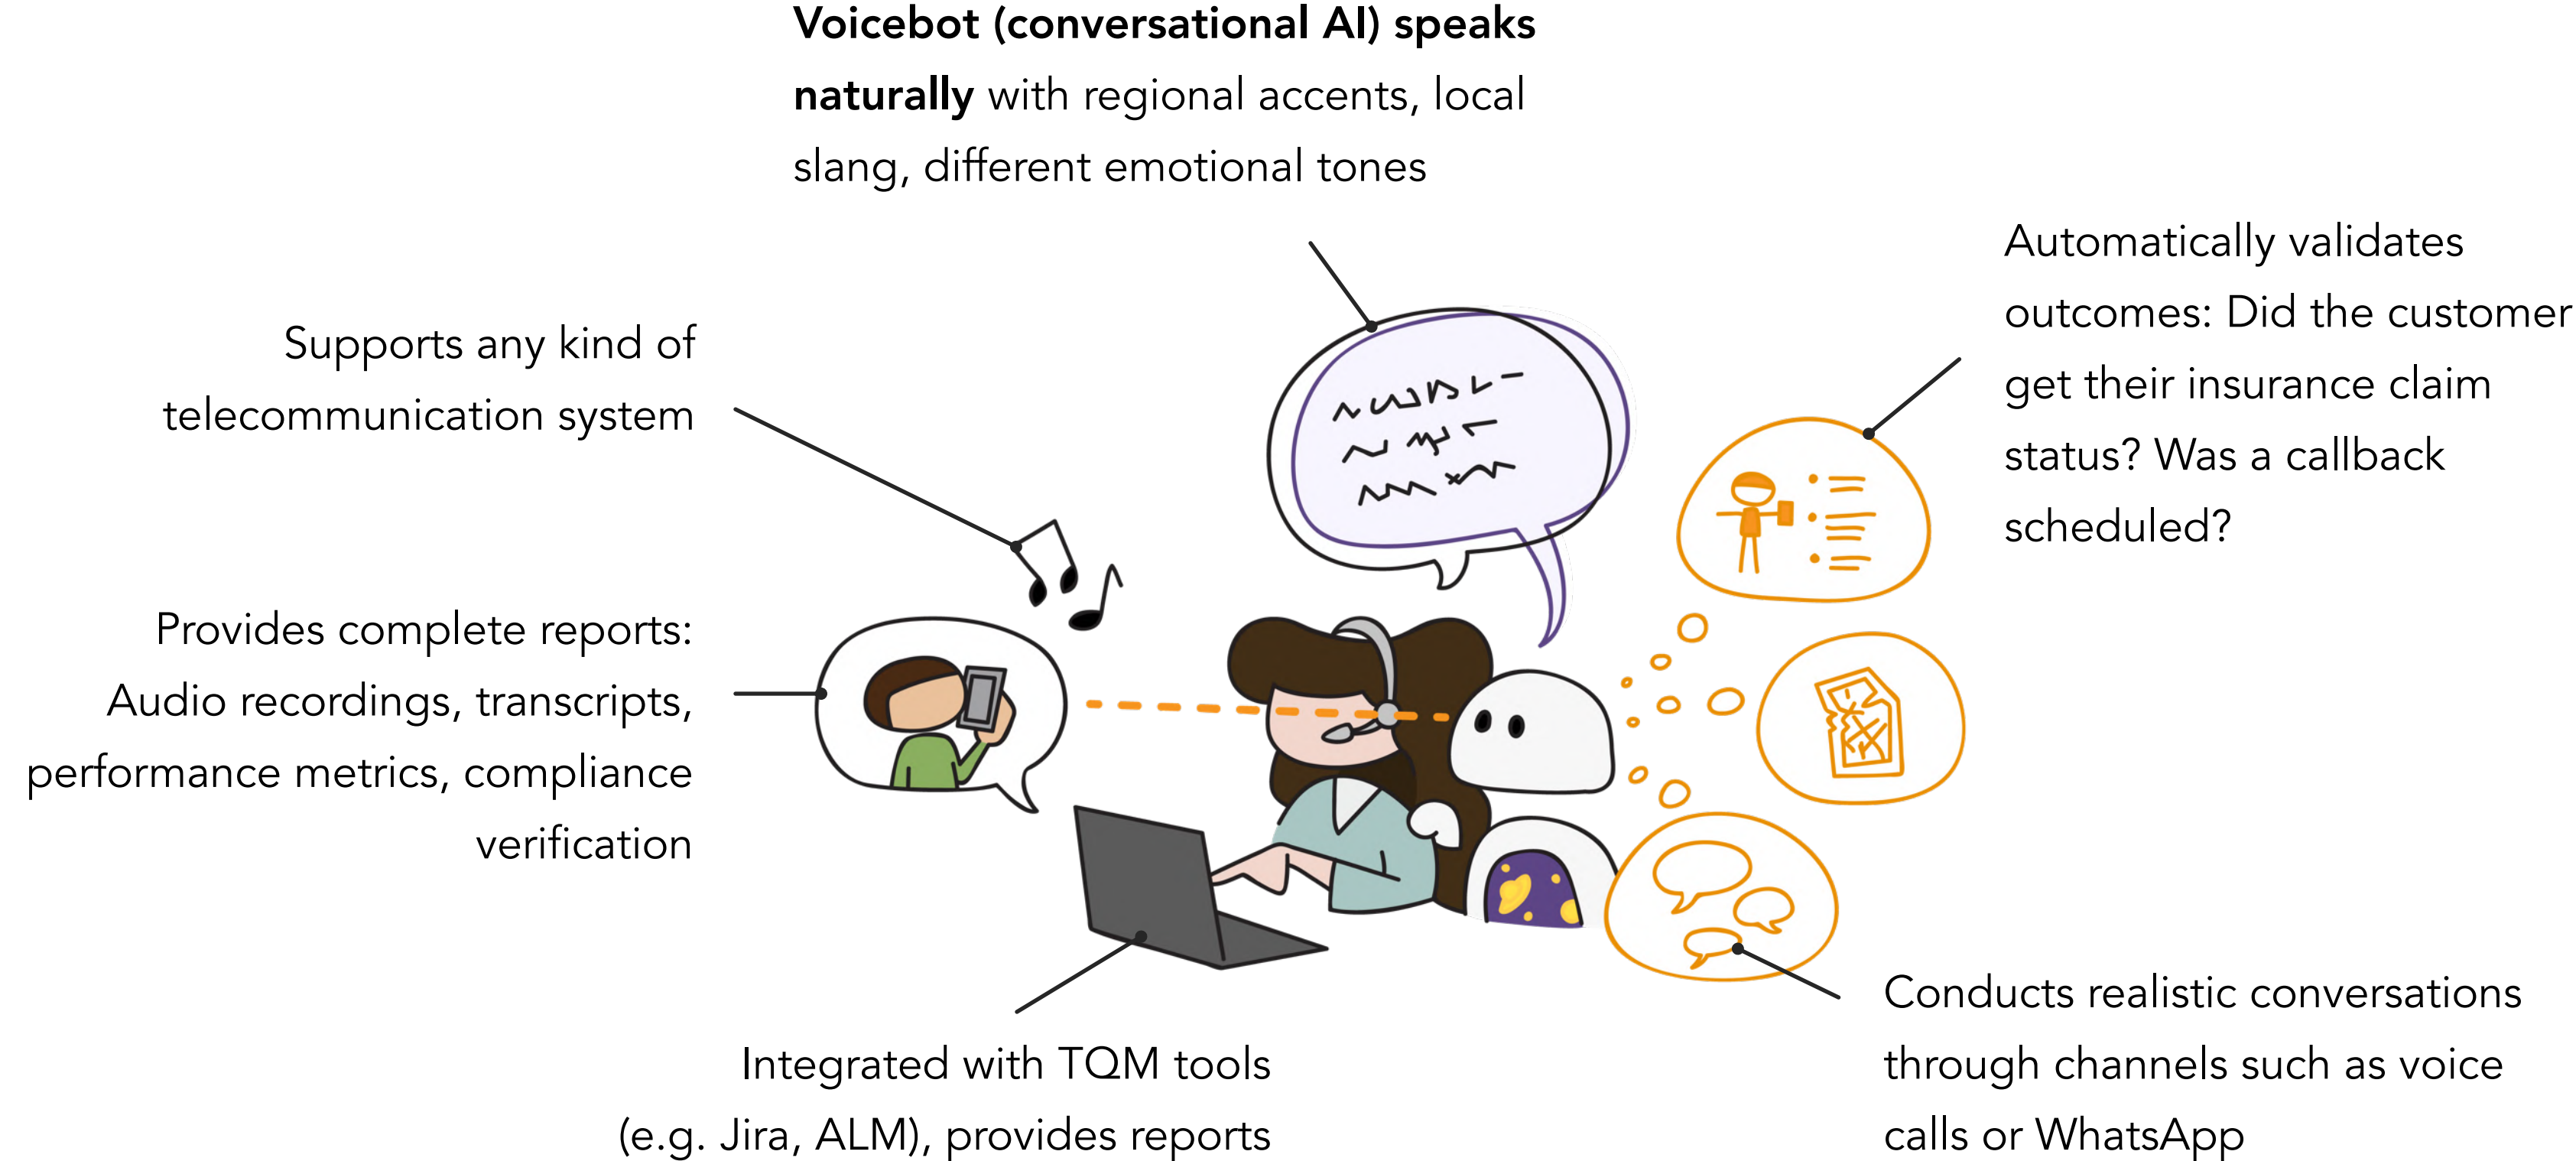 Voicebot (conversational AI) speaks
naturally with regional accents, local
slang, different emotional tones
Automatically validates
outcomes: Did the customer
get their insurance claim
status? Was a callback
scheduled?
Supports any kind of
telecommunication system
Provides complete reports:
Audio recordings, transcripts,
performance metrics, compliance
verification
Integrated with TQM tools
(e.g. Jira, ALM), provides reports
Conducts realistic conversations
through channels such as voice
calls or WhatsApp